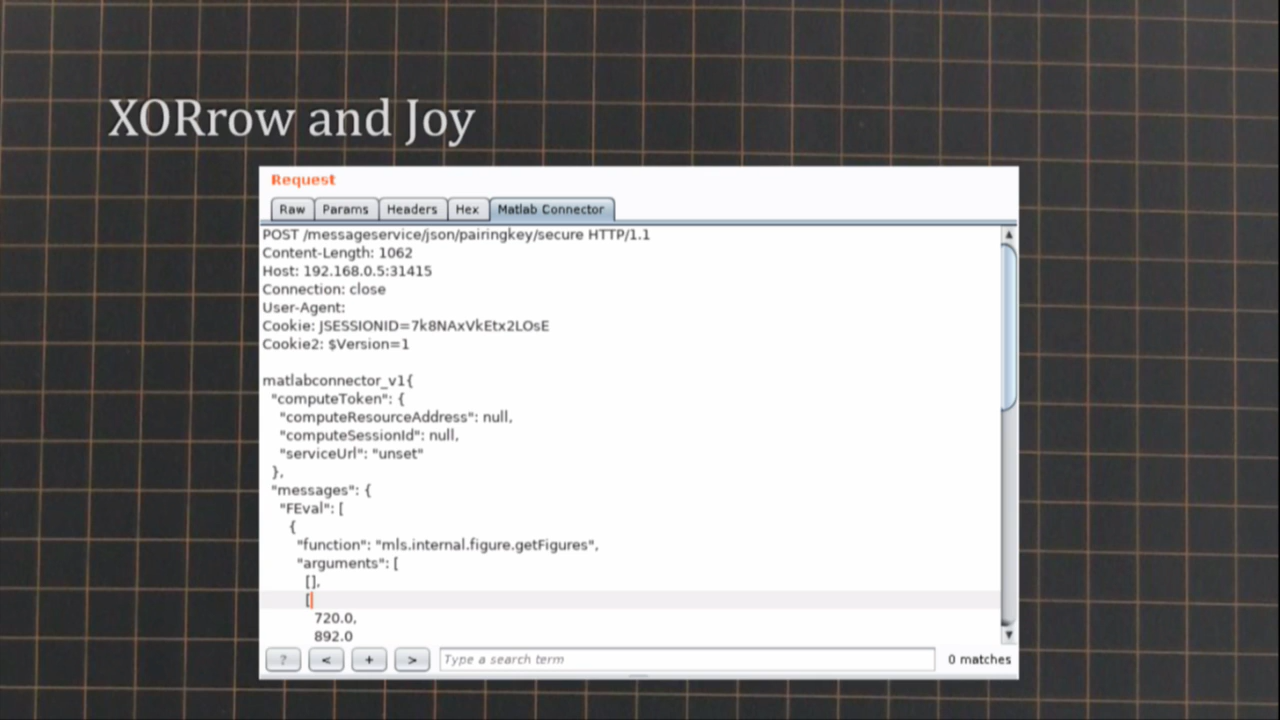 XORrow and Joy
Request
Raw Params Headers Hex Matlab Connector
POST /messageservice/json/pairingkey/secure HTTP/1.1
Content-Length: 1062
Host: 192.168.0.5:31415
Connection: close
User-Agent:
Cookie: JSESSIONID=7k8NAxVkEtx2LOsE
Cookie2: $Version=1
matlabconnector_v1{
"computeToken": {
"computeResourceAddress": null,
"computeSessionId": null,
"serviceUrl": "unset"
},
"messages": {
"FEval": [
{
"function": "mls.internal.figure.getFigures",
"arguments": [
[],
[
720.0,
892.0
? < + > Type a search term 0 matches